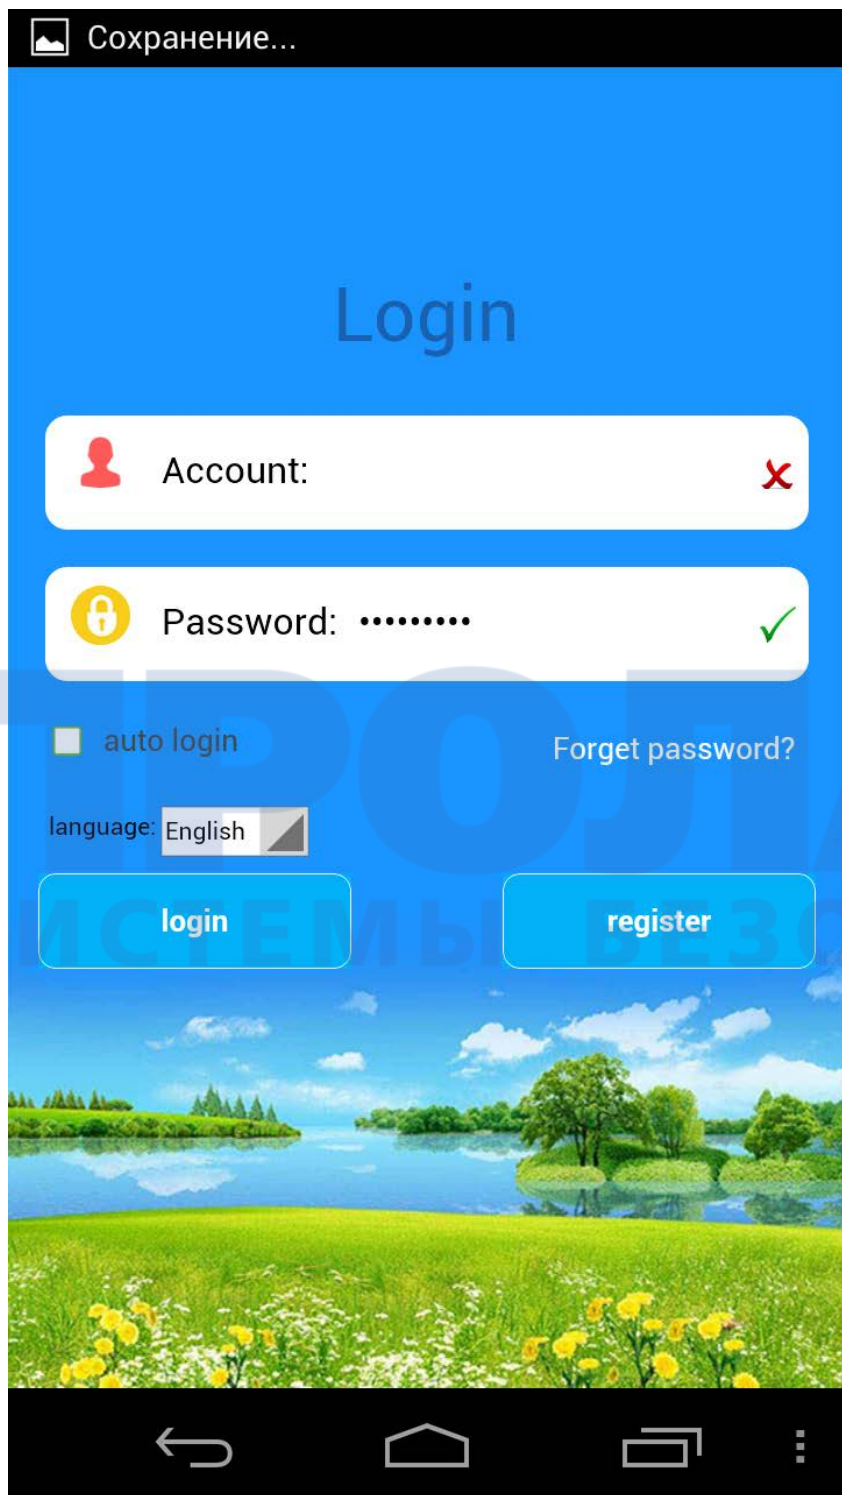 Сохранение...
Login
Account:
Password: •••••••••
auto login
Forget password?
language: English
login
register